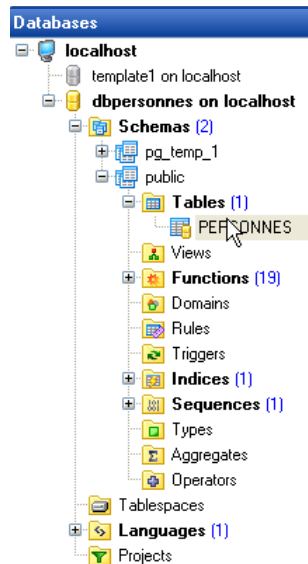 Databases
localhost
template1 on localhost
dbpersonnes on localhost
Schemas (2)
pg_temp_1
public
Tables (1)
PERSONNES
Views
Functions (19)
Domains
Rules
Triggers
Indices (1)
Sequences (1)
Types
Aggregates
Operators
Tablespaces
Languages (1)
Projects